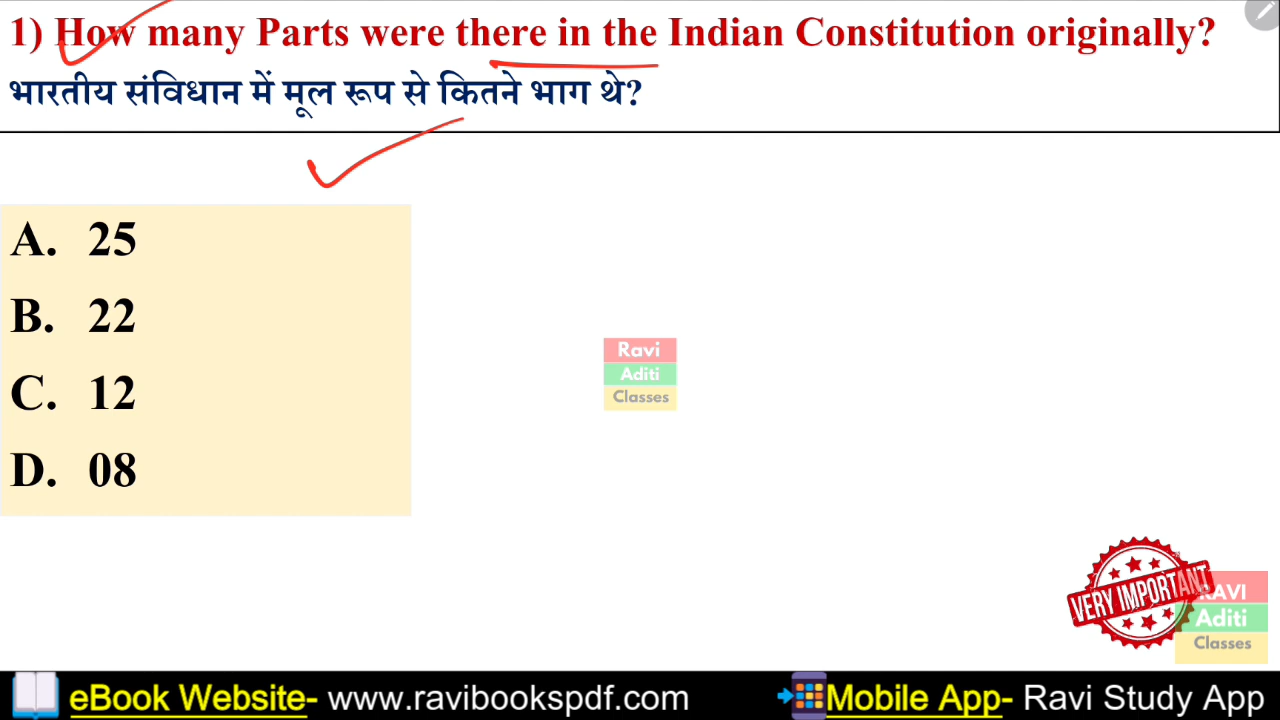 1) How many Parts were there in the Indian Constitution originally?
भारतीय संविधान में मूल रूप से कितने भाग थे?
A. 25
B. 22
C. 12
D. 08
Ravi
Aditi
Classes
VERY IMPORTANT
RAVI
Aditi
Classes
eBook Website- www.ravibookspdf.com
Mobile App- Ravi Study App